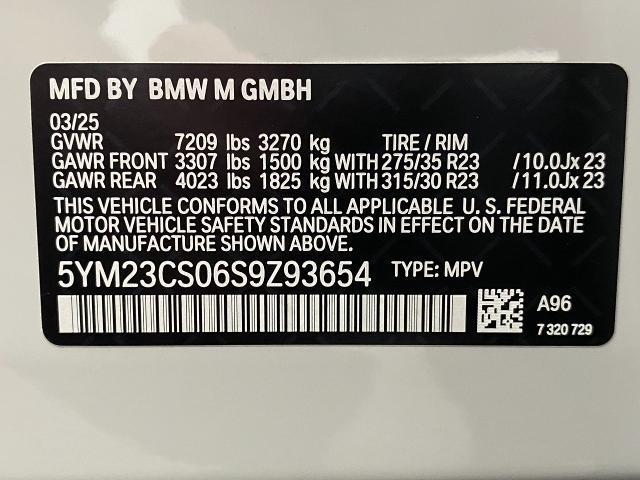 MFD BY BMW M GMBH
03/25
GVWR 7209 lbs 3270 kg TIRE / RIM
GAWR FRONT 3307 lbs 1500 kg WITH 275/35 R23 /10.0Jx 23
GAWR REAR 4023 lbs 1825 kg WITH 315/30 R23 /11.0Jx 23
THIS VEHICLE CONFORMS TO ALL APPLICABLE U. S. FEDERAL
MOTOR VEHICLE SAFETY STANDARDS IN EFFECT ON THE DATE
OF MANUFACTURE SHOWN ABOVE.
5YM23CS06S9Z93654 TYPE: MPV
A96
7 320 729